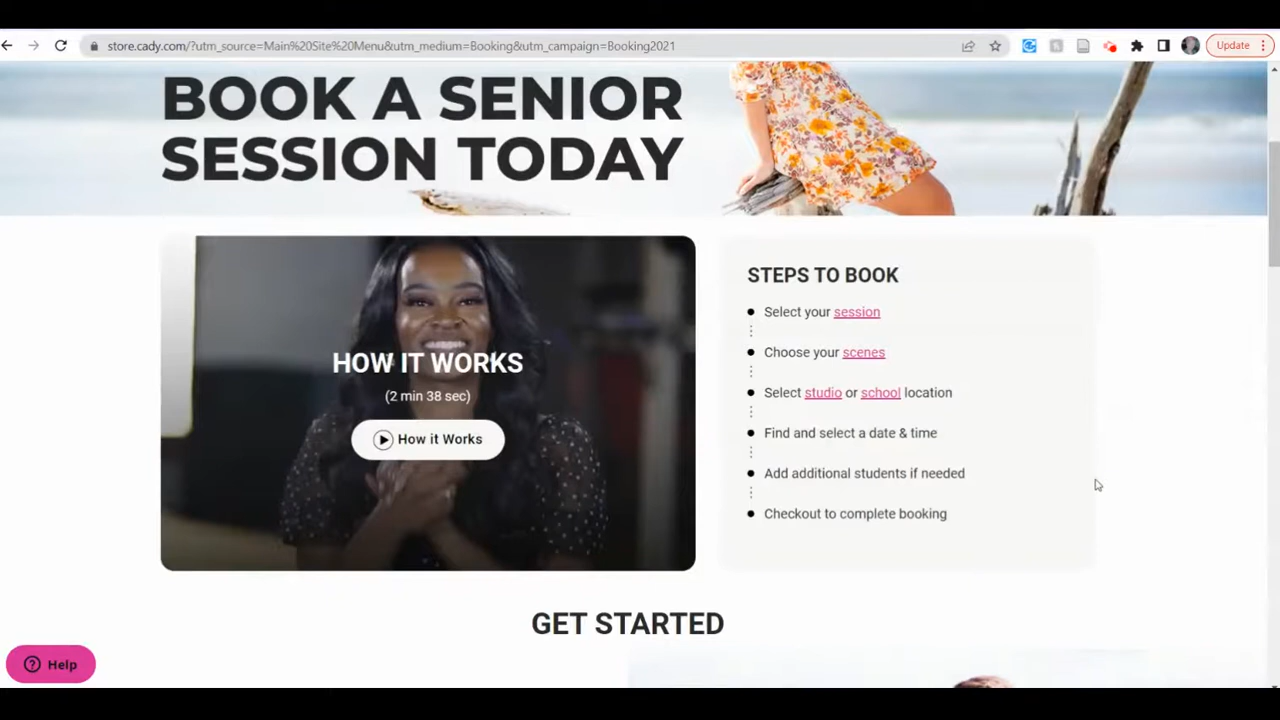 store.cady.com/?utm_source=Main%20Site%20Menu&utm_medium=Booking&utm_campaign=Booking2021
Update
BOOK A SENIOR
SESSION TODAY
HOW IT WORKS
(2 min 38 sec)
How it Works
STEPS TO BOOK
Select your session
Choose your scenes
Select studio or school location
Find and select a date & time
Add additional students if needed
Checkout to complete booking
GET STARTED
Help